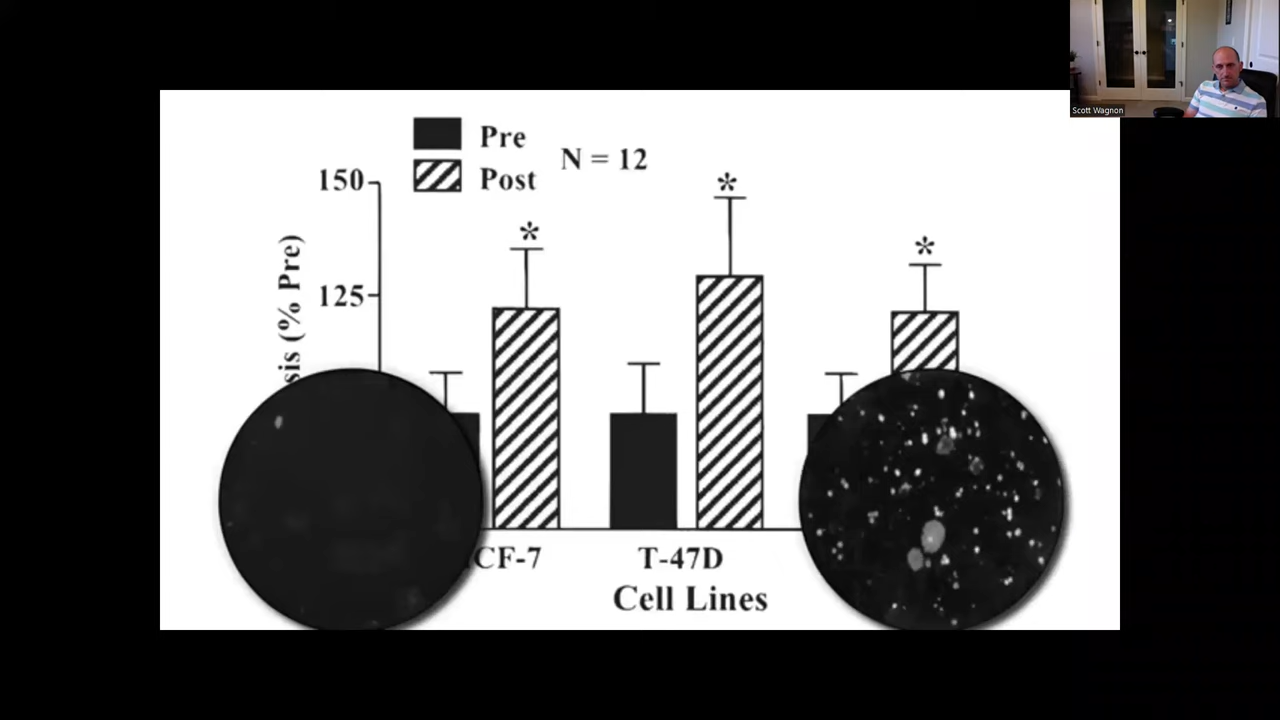 Scott Wagnon
Pre
Post
N = 12
150
125
sis (% Pre)
*
*
*
CF-7
T-47D
Cell Lines